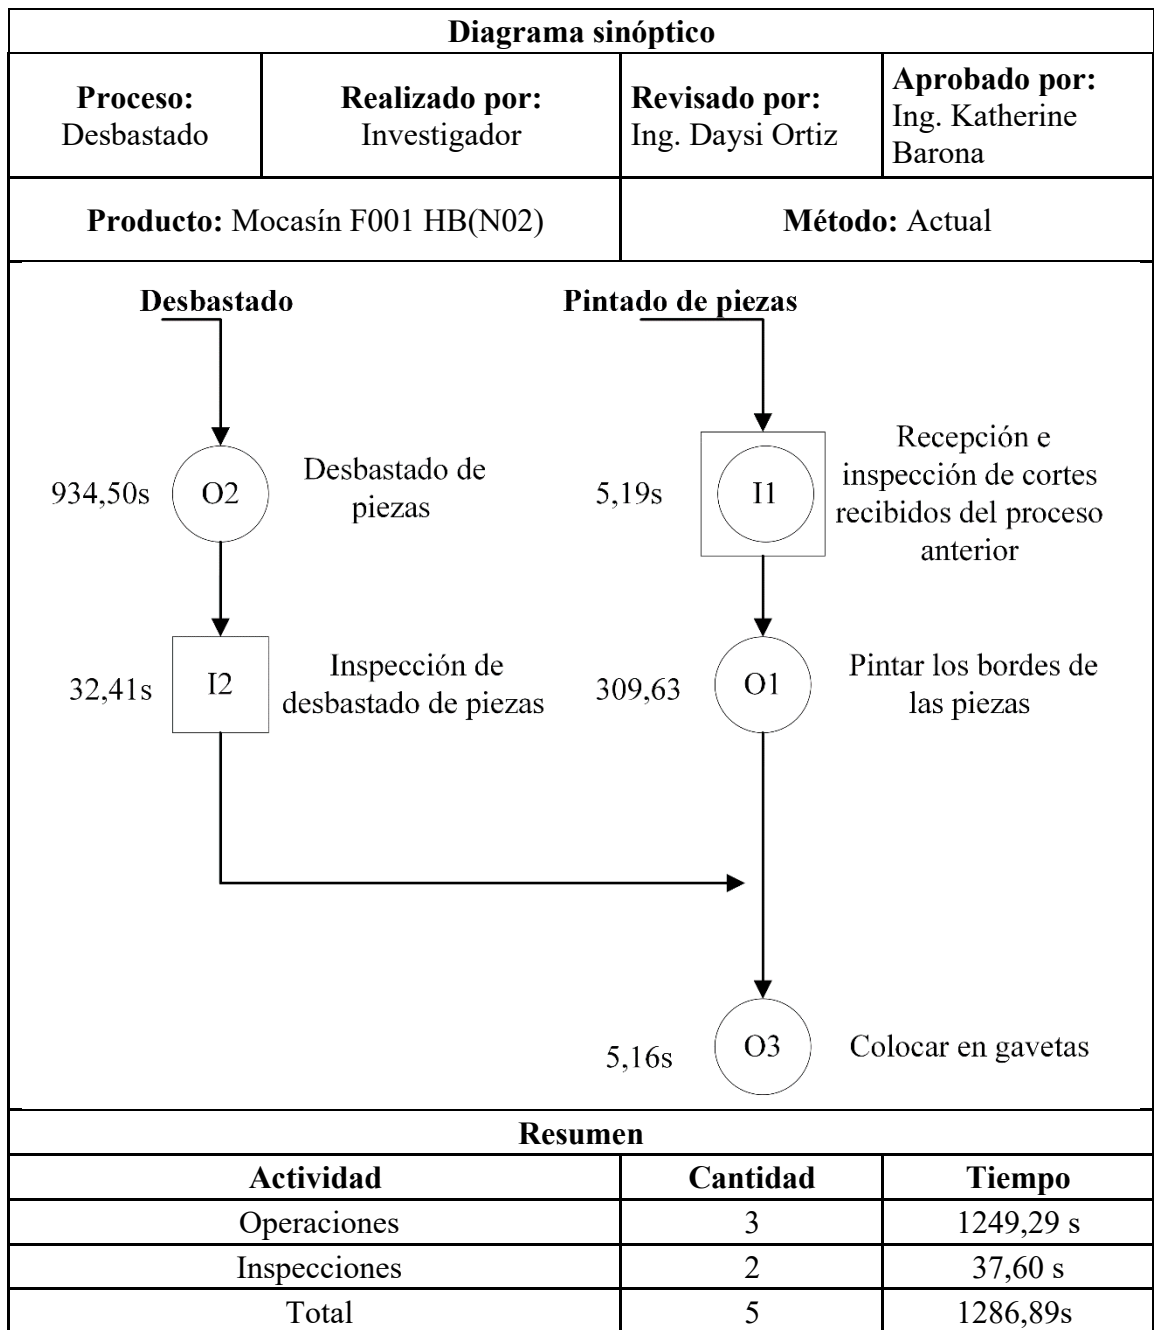 Diagrama sinóptico
Proceso:
Desbastado
Realizado por:
Investigador
Revisado por:
Ing. Daysi Ortiz
Aprobado por:
Ing. Katherine
Barona
Producto: Mocasín F001 HB(N02)
Método: Actual
Desbastado
934,50s
O2
Desbastado de
piezas
32,41s
I2
Inspección de
desbastado de piezas
Pintado de piezas
5,19s
I1
Recepción e
inspección de cortes
recibidos del proceso
anterior
309,63
O1
Pintar los bordes de
las piezas
5,16s
O3
Colocar en gavetas
Resumen
Actividad Cantidad Tiempo
Operaciones 3 1249,29 s
Inspecciones 2 37,60 s
Total 5 1286,89s